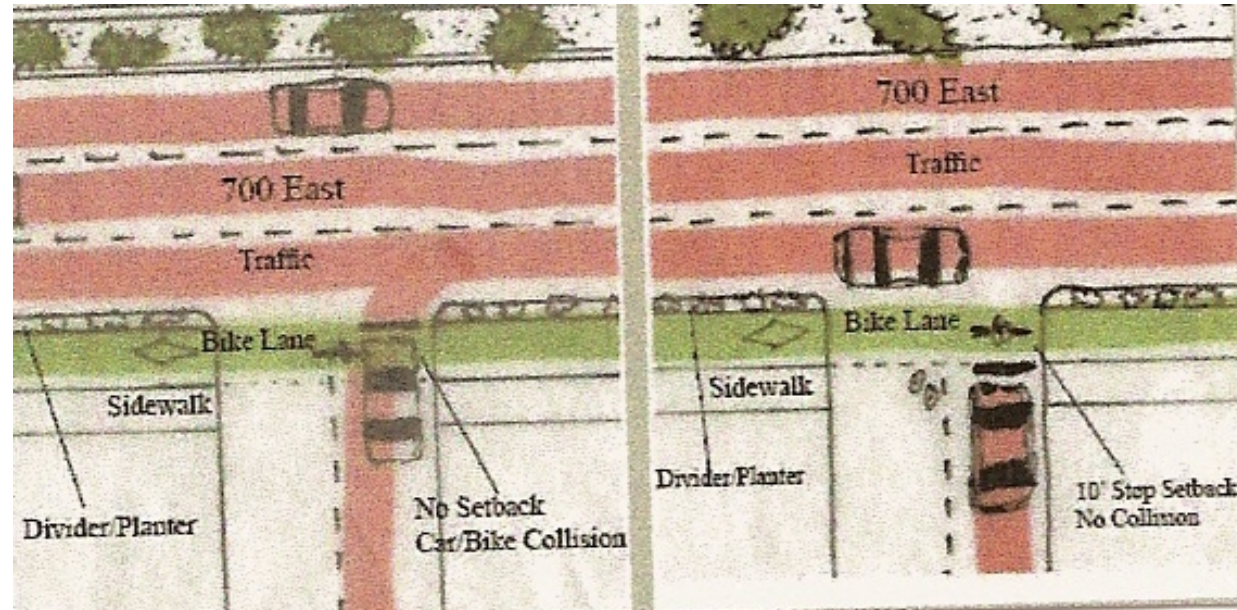 700 East
Traffic
Bike Lane
Sidewalk
Divider/Planter
No Setback
Car/Bike Collision
700 East
Traffic
Bike Lane
Sidewalk
Divider/Planter
10' Stop Setback
No Collision